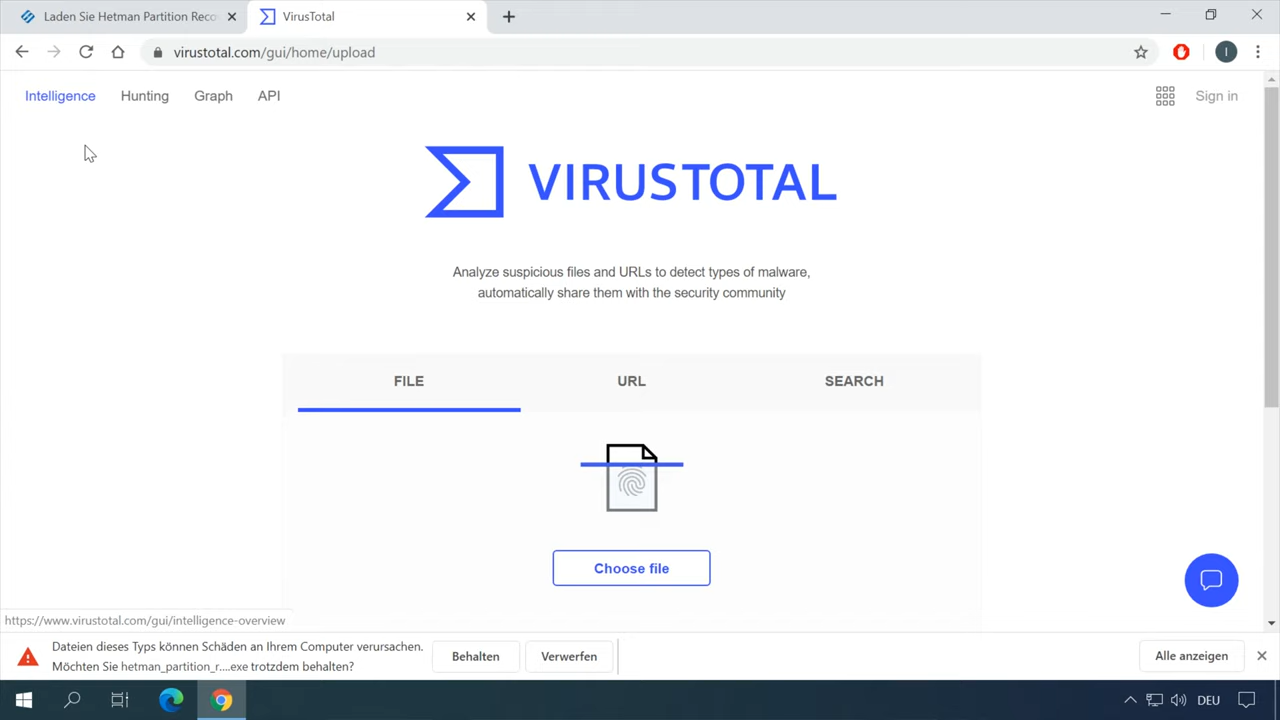 Laden Sie Hetman Partition Reco
VirusTotal
virustotal.com/gui/home/upload
I
Intelligence Hunting Graph API
Sign in
VIRUSTOTAL
Analyze suspicious files and URLs to detect types of malware,
automatically share them with the security community
FILE URL SEARCH
Choose file
https://www.virustotal.com/gui/intelligence-overview
Dateien dieses Typs können Schäden an Ihrem Computer verursachen.
Möchten Sie hetman_partition_r....exe trotzdem behalten?
Behalten
Verwerfen
Alle anzeigen
DEU